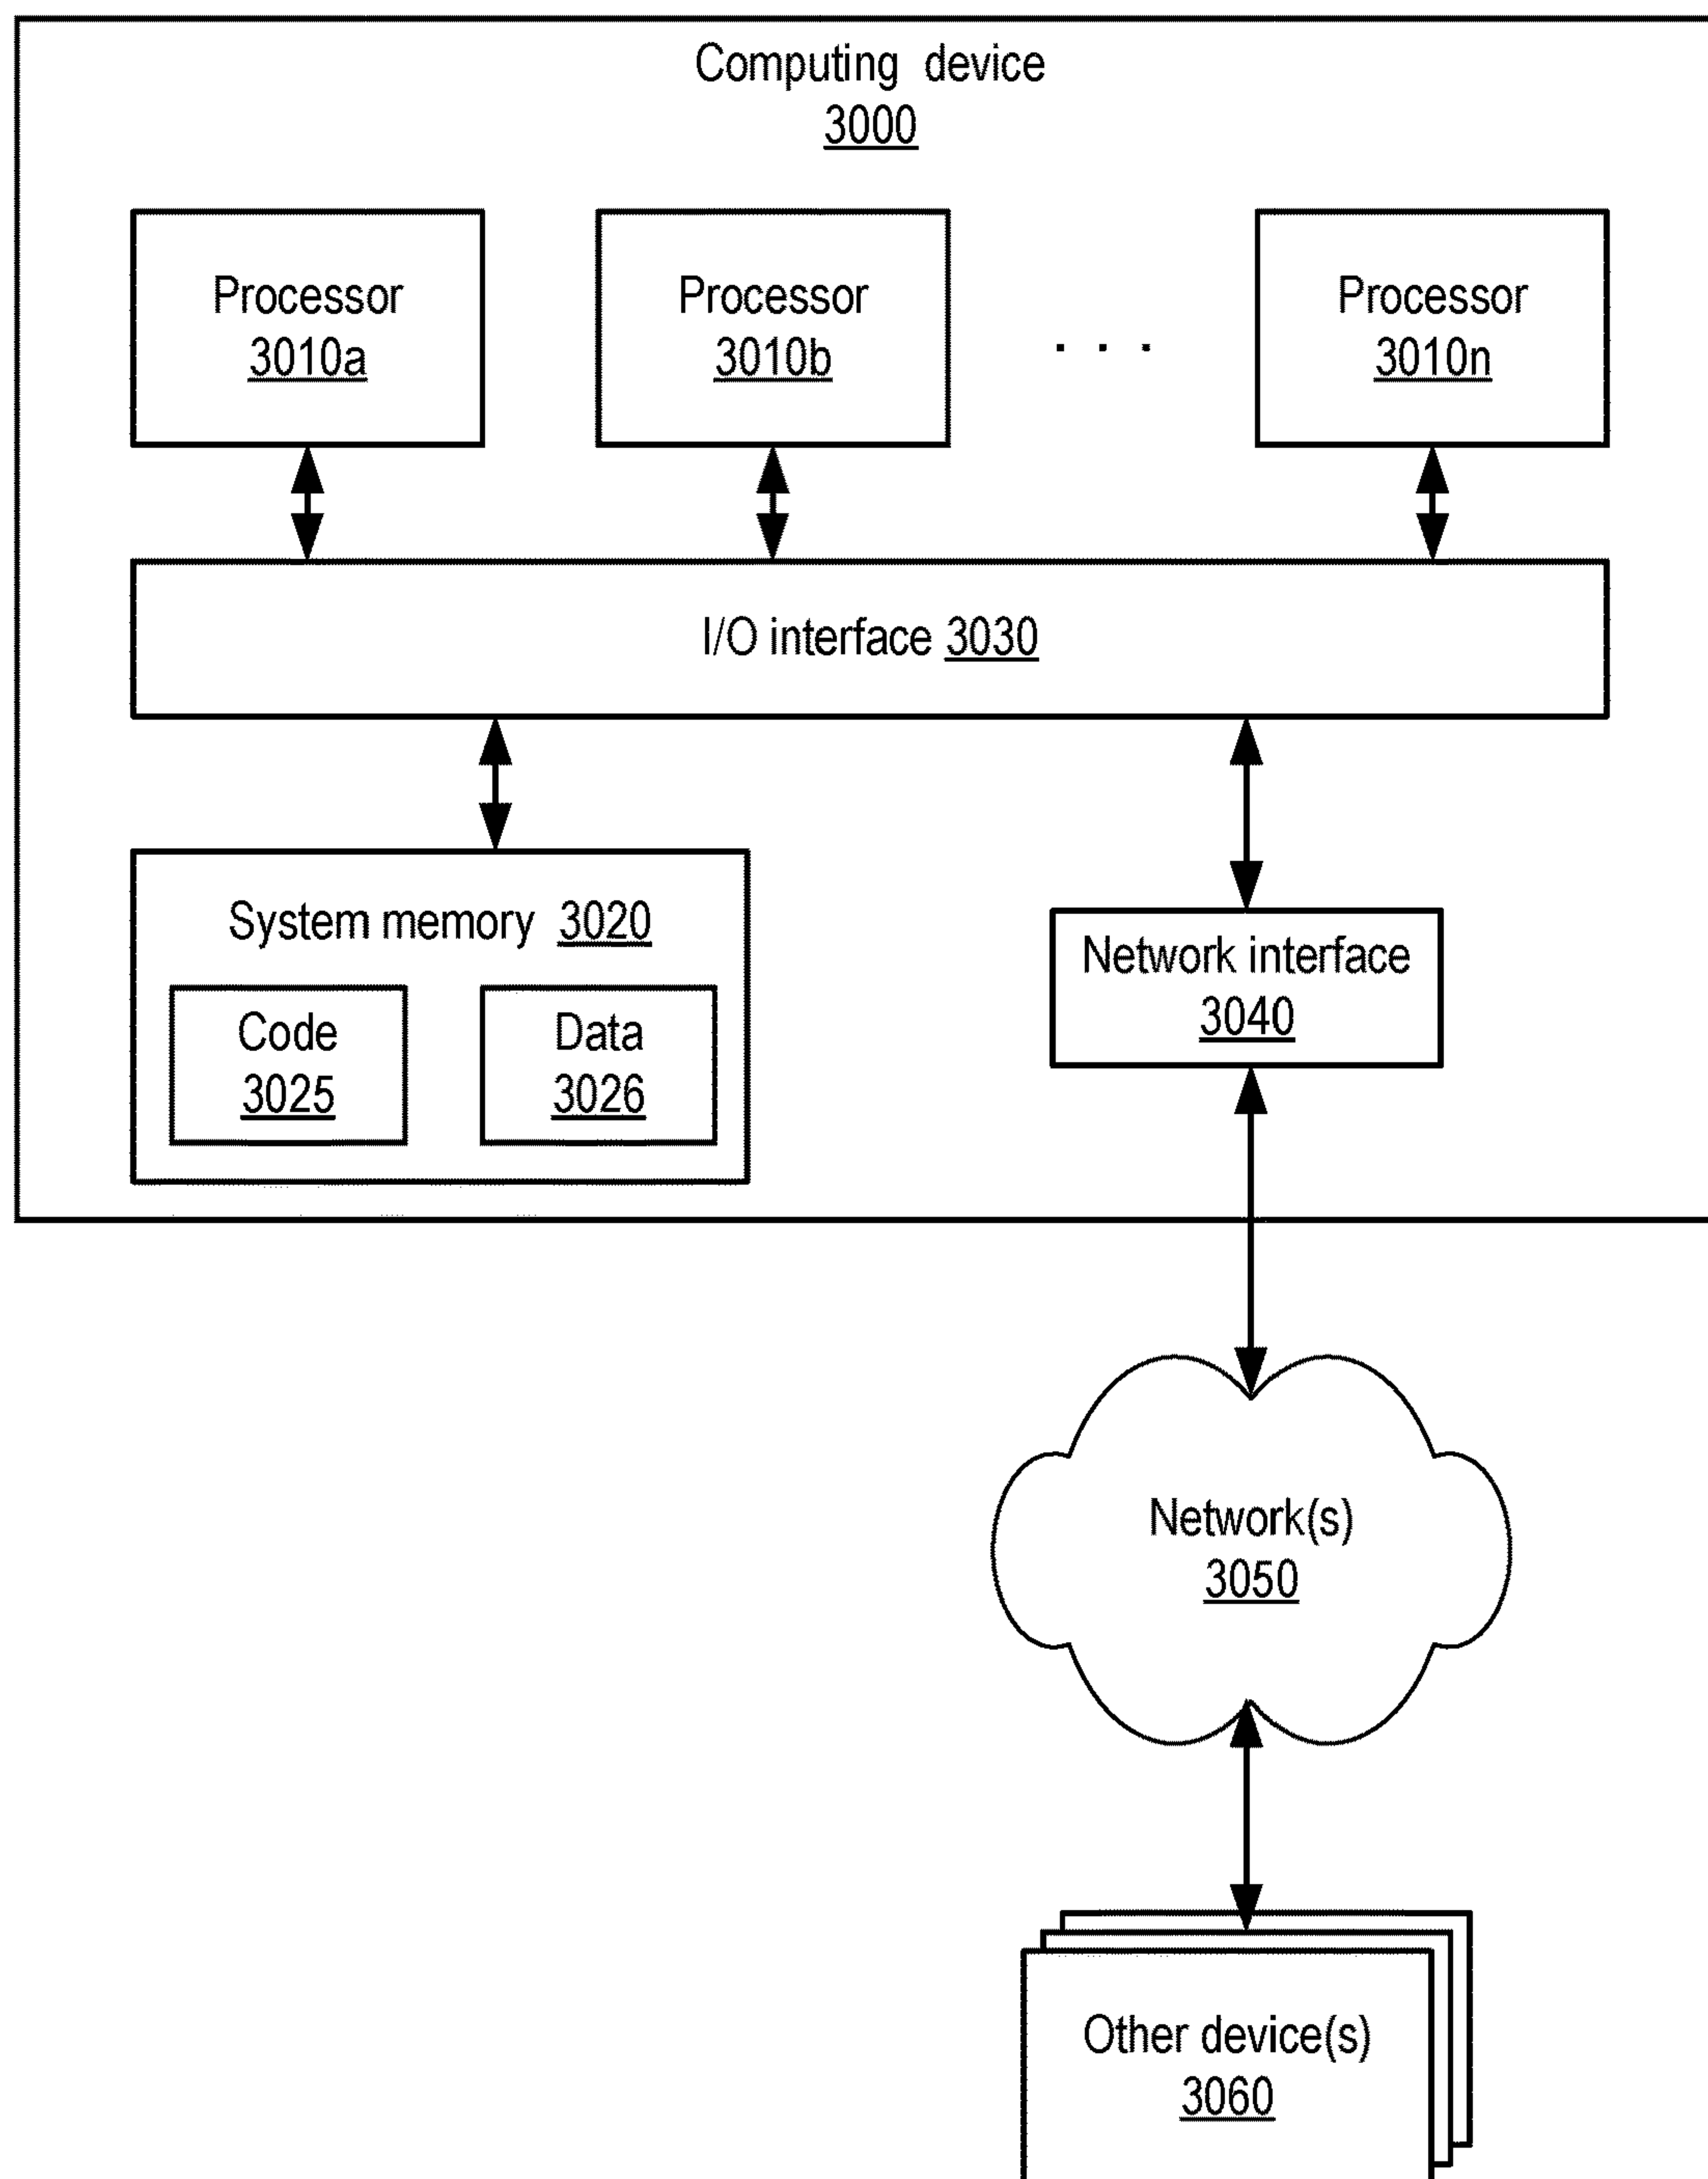 Computing device
3000
Processor
3010a
Processor
3010b
. . .
Processor
3010n
I/O interface 3030
System memory 3020
Code
3025
Data
3026
Network interface
3040
Network(s)
3050
Other device(s)
3060